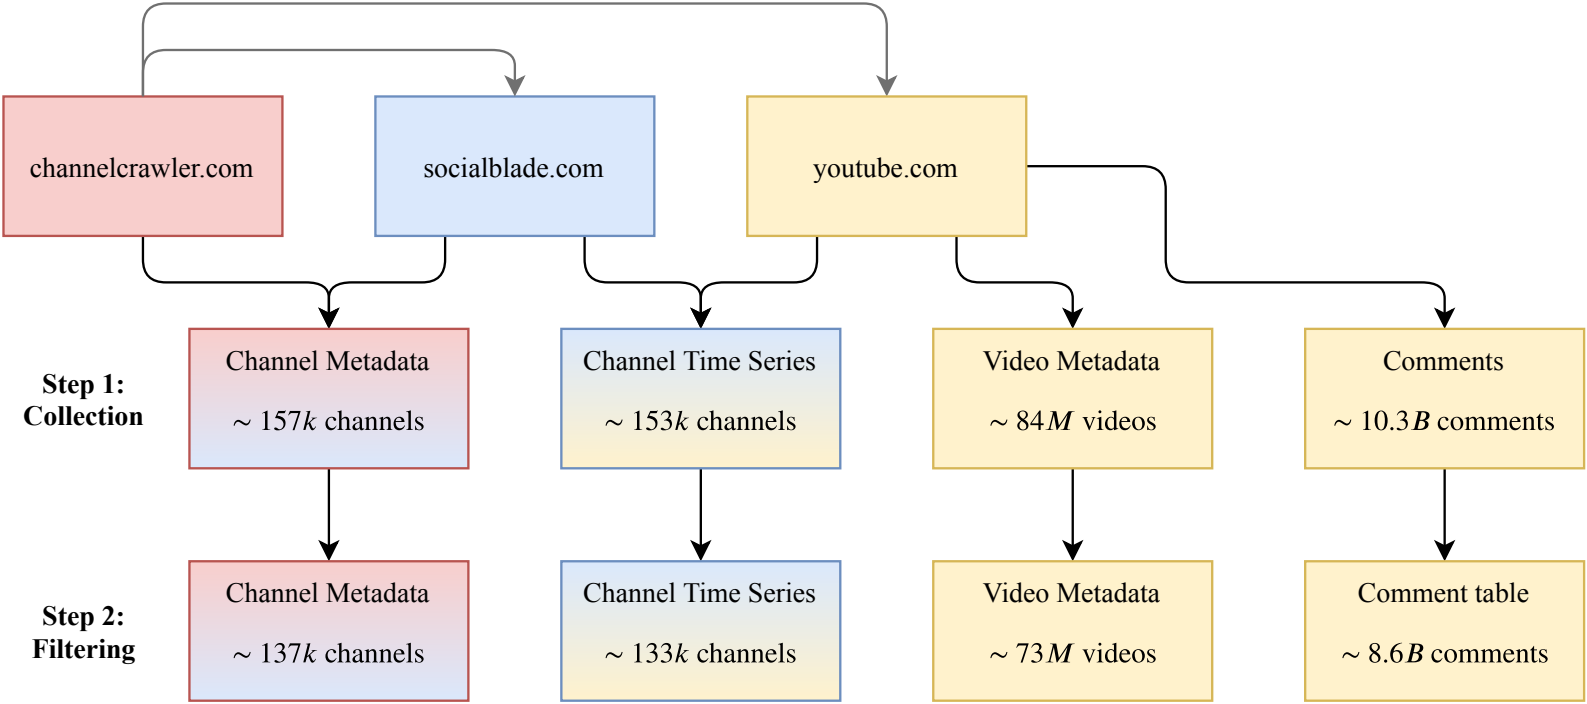 channelcrawler.com
socialblade.com
youtube.com
Step 1:
Collection
Channel Metadata
~ 157k channels
Channel Time Series
~ 153k channels
Video Metadata
~ 84M videos
Comments
~ 10.3B comments
Step 2:
Filtering
Channel Metadata
~ 137k channels
Channel Time Series
~ 133k channels
Video Metadata
~ 73M videos
Comment table
~ 8.6B comments